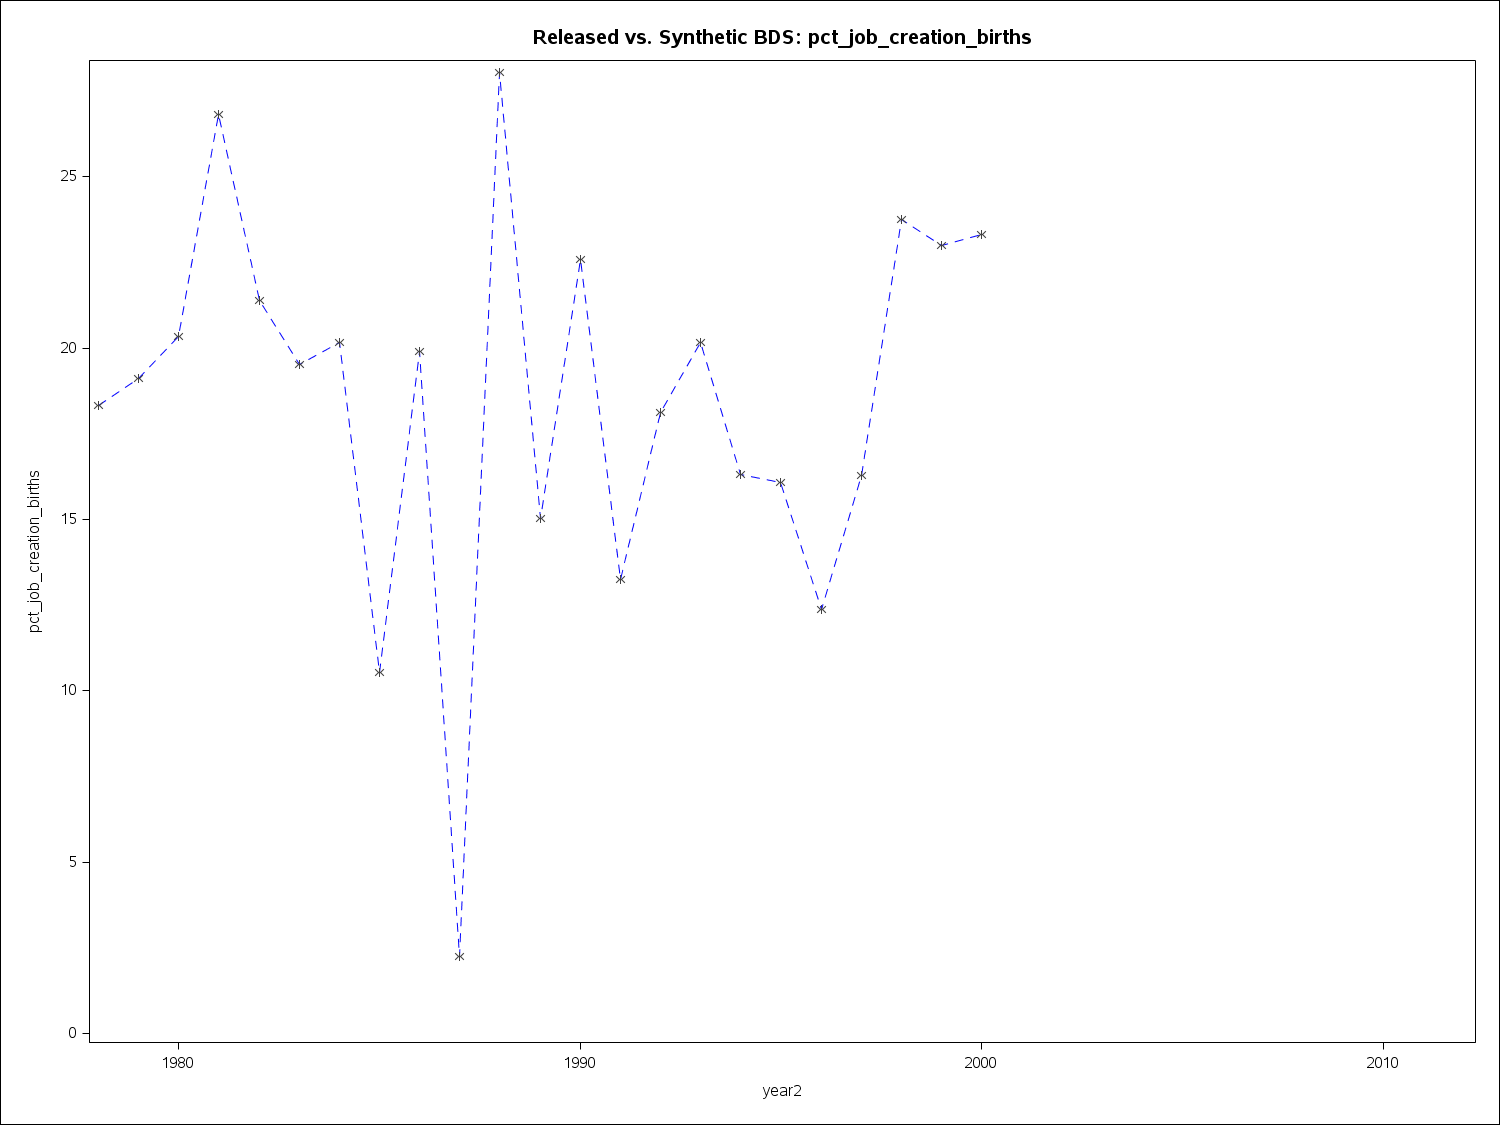 Released vs. Synthetic BDS: pct_job_creation_births
25
20
15
10
5
0
pct_job_creation_births
1980 1990 2000 2010
year2